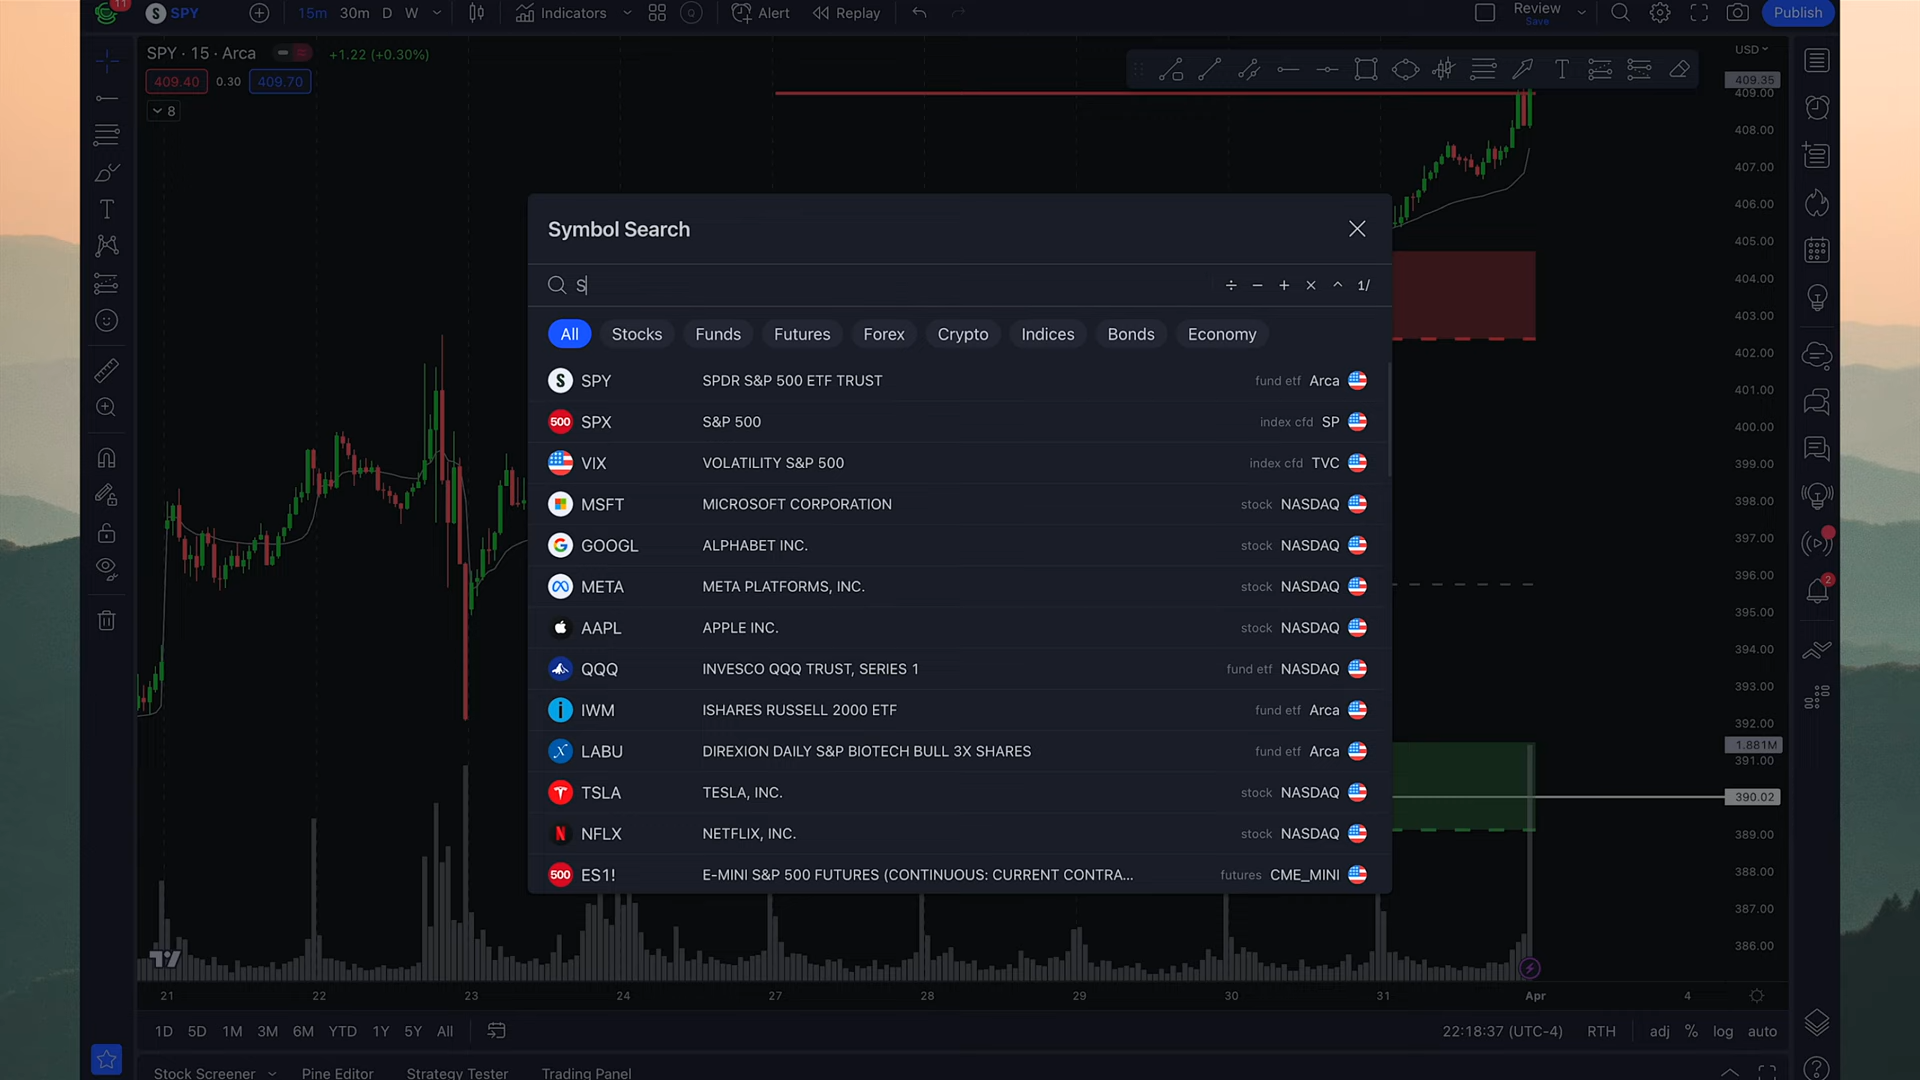 11
S SPY 15m 30m D W Indicators Alert Replay Review Save Publish
SPY · 15 · Arca +1.22 (+0.30%)
409.40 0.30 409.70
8
USD
409.35
409.00
408.00
407.00
406.00
405.00
404.00
403.00
402.00
401.00
400.00
399.00
398.00
397.00
396.00
395.00
394.00
393.00
392.00
1.881M
391.00
390.02
389.00
388.00
387.00
386.00
Symbol Search
S ÷ − + × ^ 1/
All Stocks Funds Futures Forex Crypto Indices Bonds Economy
S SPY SPDR S&P 500 ETF TRUST fund etf Arca
500 SPX S&P 500 index cfd SP
VIX VOLATILITY S&P 500 index cfd TVC
MSFT MICROSOFT CORPORATION stock NASDAQ
G GOOGL ALPHABET INC. stock NASDAQ
META META PLATFORMS, INC. stock NASDAQ
AAPL APPLE INC. stock NASDAQ
QQQ INVESCO QQQ TRUST, SERIES 1 fund etf NASDAQ
i IWM ISHARES RUSSELL 2000 ETF fund etf Arca
X LABU DIREXION DAILY S&P BIOTECH BULL 3X SHARES fund etf Arca
T TSLA TESLA, INC. stock NASDAQ
N NFLX NETFLIX, INC. stock NASDAQ
500 ES1! E-MINI S&P 500 FUTURES (CONTINUOUS: CURRENT CONTRA... futures CME_MINI
2
21 22 23 24 27 28 29 30 31 Apr 4
1D 5D 1M 3M 6M YTD 1Y 5Y All 22:18:37 (UTC-4) RTH adj % log auto
Stock Screener Pine Editor Strategy Tester Trading Panel